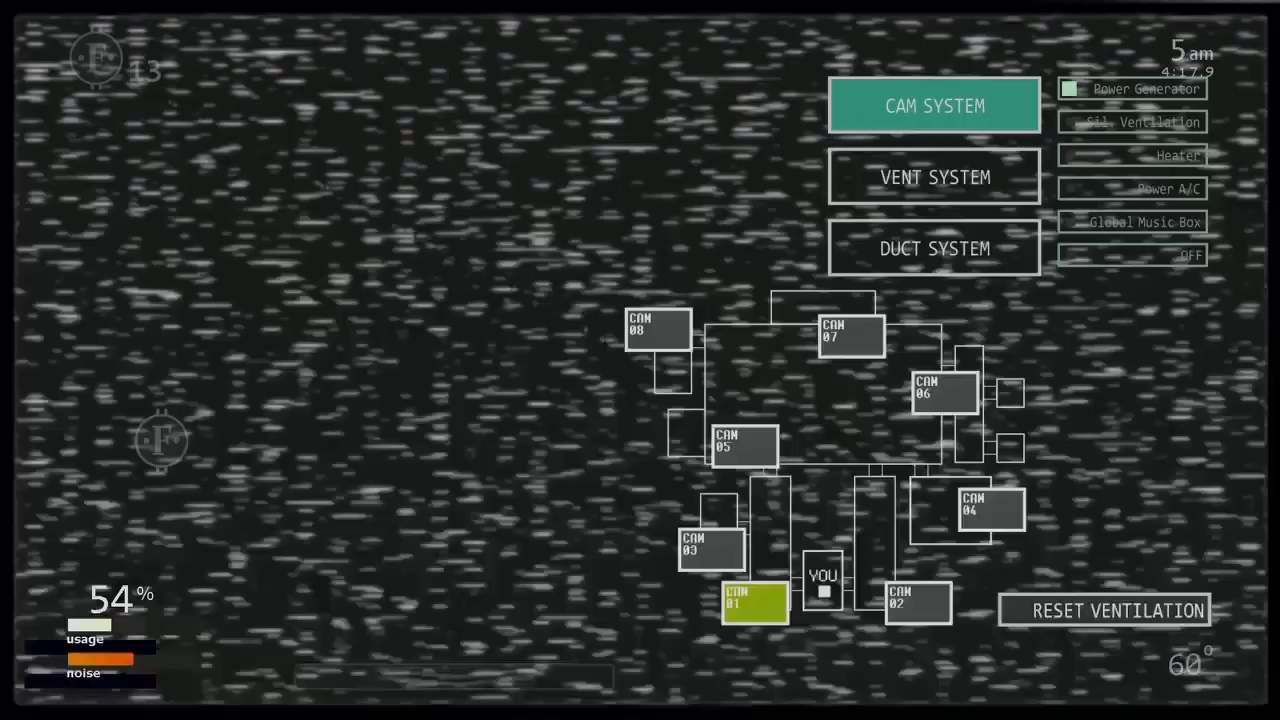 F 13
5 am
4:17.9
CAM SYSTEM
Power Generator
Sil. Ventilation
VENT SYSTEM
Heater
Power A/C
DUCT SYSTEM
Global Music Box
OFF
CAM
08
CAM
07
CAM
06
CAM
05
F
CAM
04
CAM
03
YOU
CAM
01
CAM
02
RESET VENTILATION
54%
usage
noise
60°